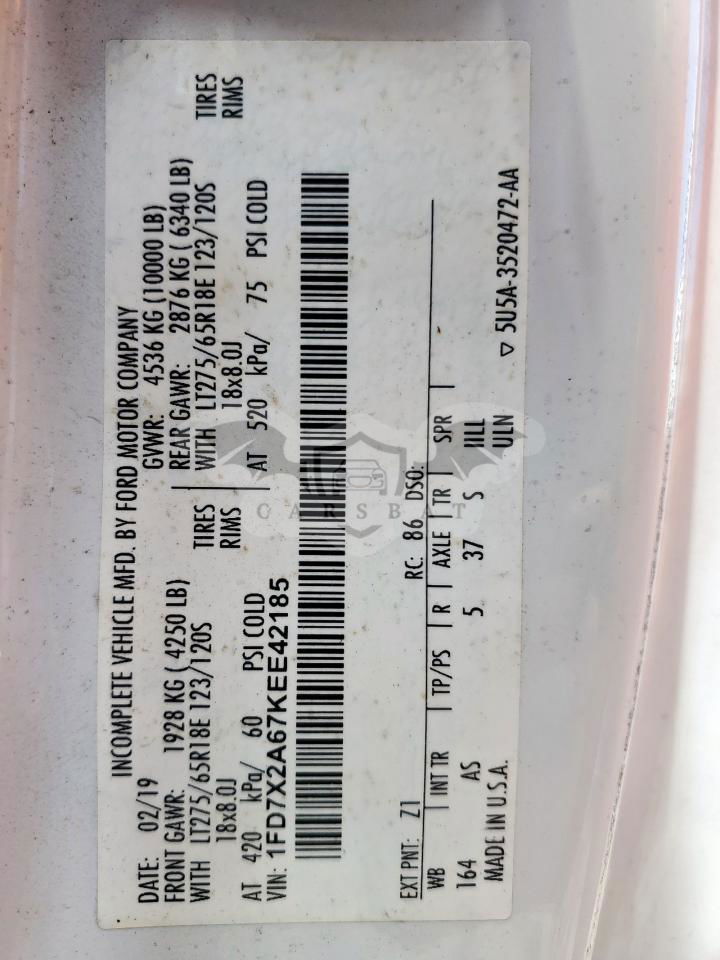 INCOMPLETE VEHICLE MFD. BY FORD MOTOR COMPANY
DATE: 02/19 GVWR: 4536 KG (10000 LB)
FRONT GAWR: 1928 KG ( 4250 LB) REAR GAWR: 2876 KG ( 6340 LB)
WITH LT275/65R18E 123/120S TIRES WITH LT275/65R18E 123/120S TIRES
18x8.0J RIMS 18x8.0J RIMS
AT 420 kPa/ 60 PSI COLD AT 520 kPa/ 75 PSI COLD
VIN: 1FD7X2A67KEE42185
CARSBAT
EXT PNT: Z1 RC: 86 DSO:
WB INT TR TP/PS R AXLE TR SPR
164 AS 5 37 S IILL
MADE IN U.S.A. ULN
▽ 5U5A-3520472-AA